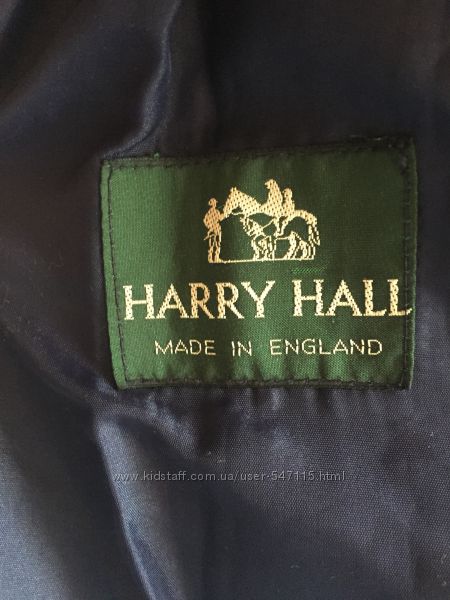 HARRY HALL
MADE IN ENGLAND
www.kidstaff.com.ua/user-547115.html